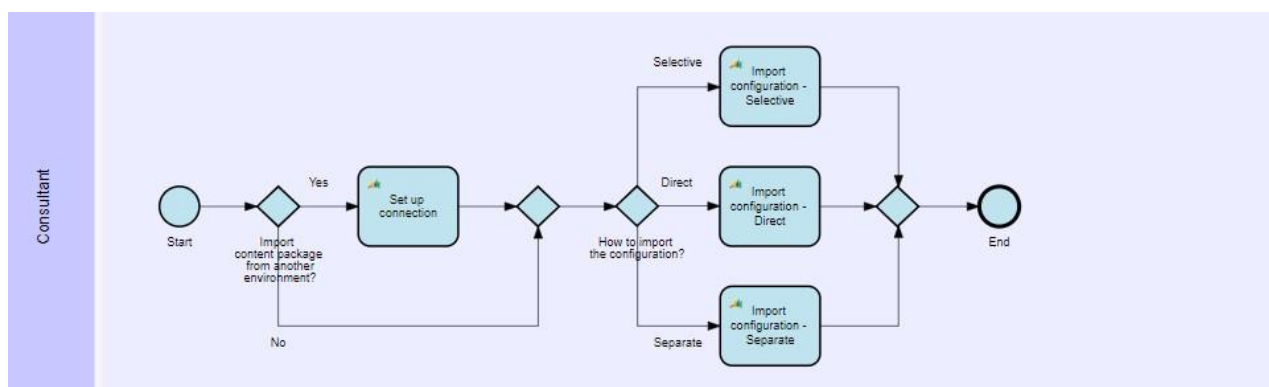 Consultant
Start
Import
content package
from another
environment?
Yes
No
Set up
connection
How to import
the configuration?
Selective
Import
configuration -
Selective
Direct
Import
configuration -
Direct
Separate
Import
configuration -
Separate
End